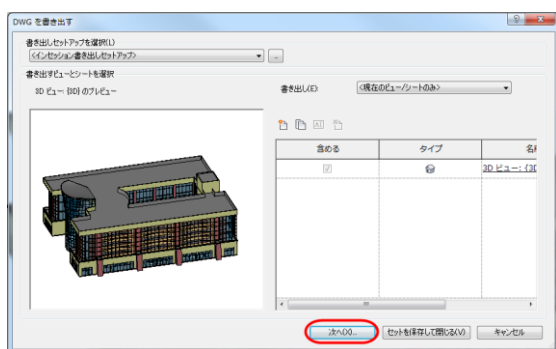 DWG を書き出す
書き出しセットアップを選択(L)
<インセッション書き出しセットアップ>
...
書き出すビューとシートを選択
3D ビュー: {3D} のプレビュー
書き出し(E):
<現在のビュー/シートのみ>
含める
タイプ
名
3D ビュー: {3D
次へ(X)...
セットを保存して閉じる(V)
キャンセル